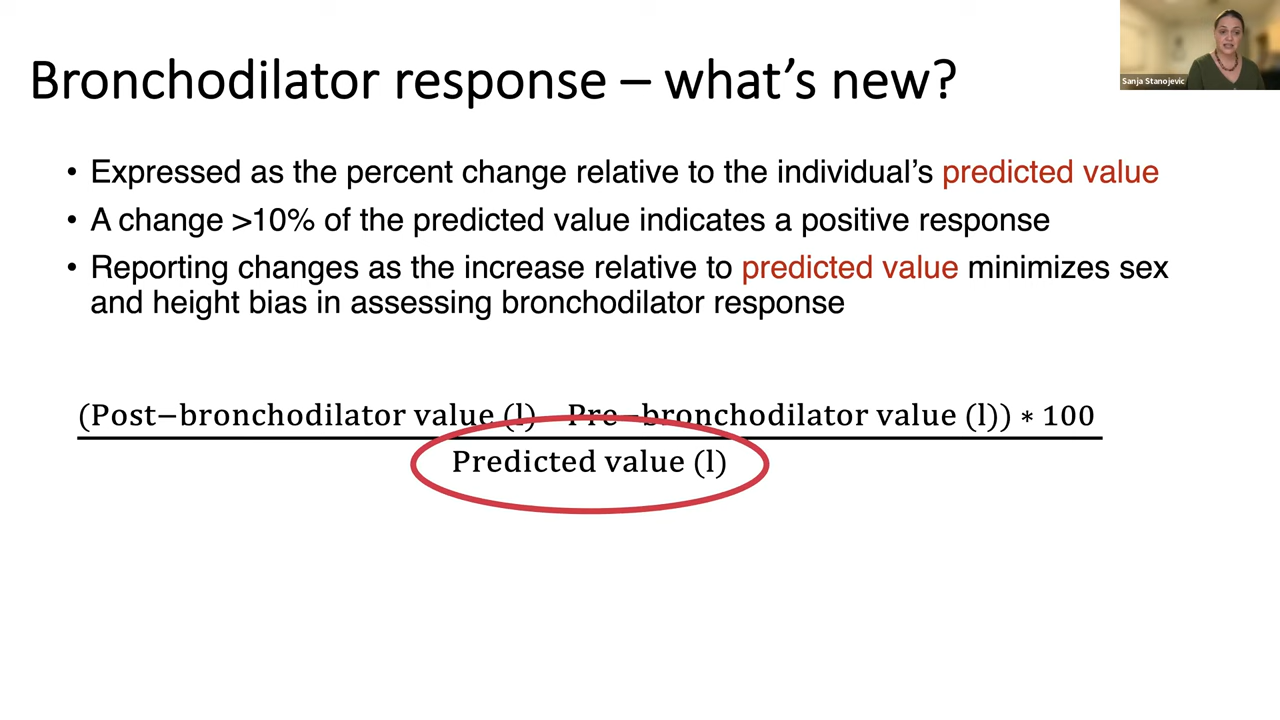 Bronchodilator response – what's new?
Sanja Stanojevic
• Expressed as the percent change relative to the individual's predicted value
• A change >10% of the predicted value indicates a positive response
• Reporting changes as the increase relative to predicted value minimizes sex
and height bias in assessing bronchodilator response
(Post−bronchodilator value (l) − Pre−bronchodilator value (l)) ∗ 100
Predicted value (l)